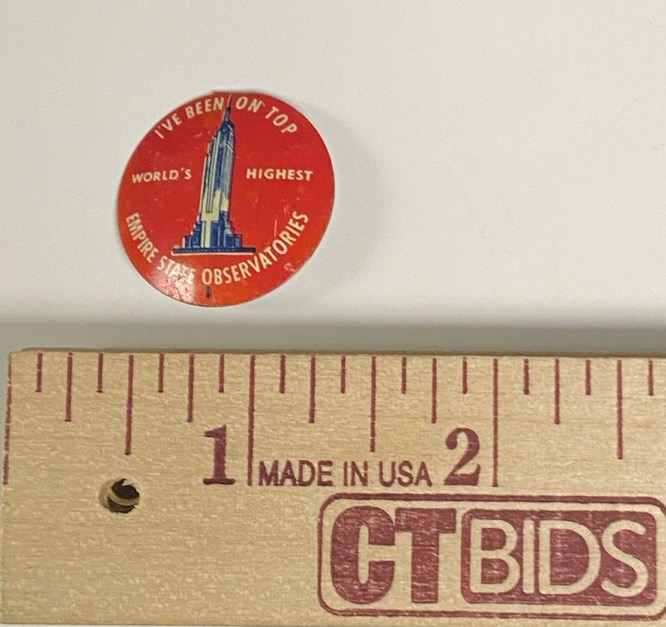 I'VE BEEN ON TOP
WORLD'S HIGHEST
EMPIRE STATE OBSERVATORIES
1 MADE IN USA 2
CTBIDS